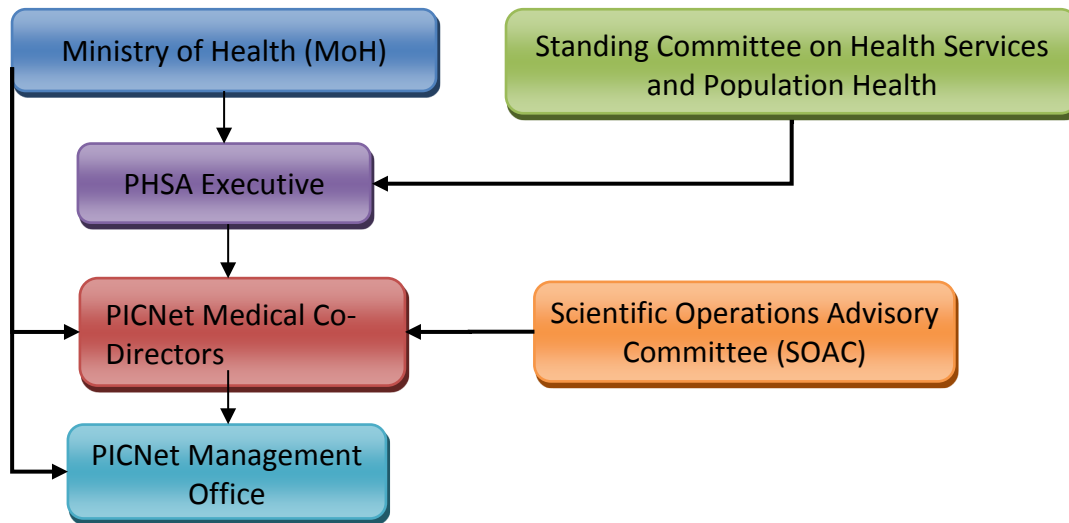 Ministry of Health (MoH)
Standing Committee on Health Services
and Population Health
PHSA Executive
PICNet Medical Co-
Directors
Scientific Operations Advisory
Committee (SOAC)
PICNet Management
Office